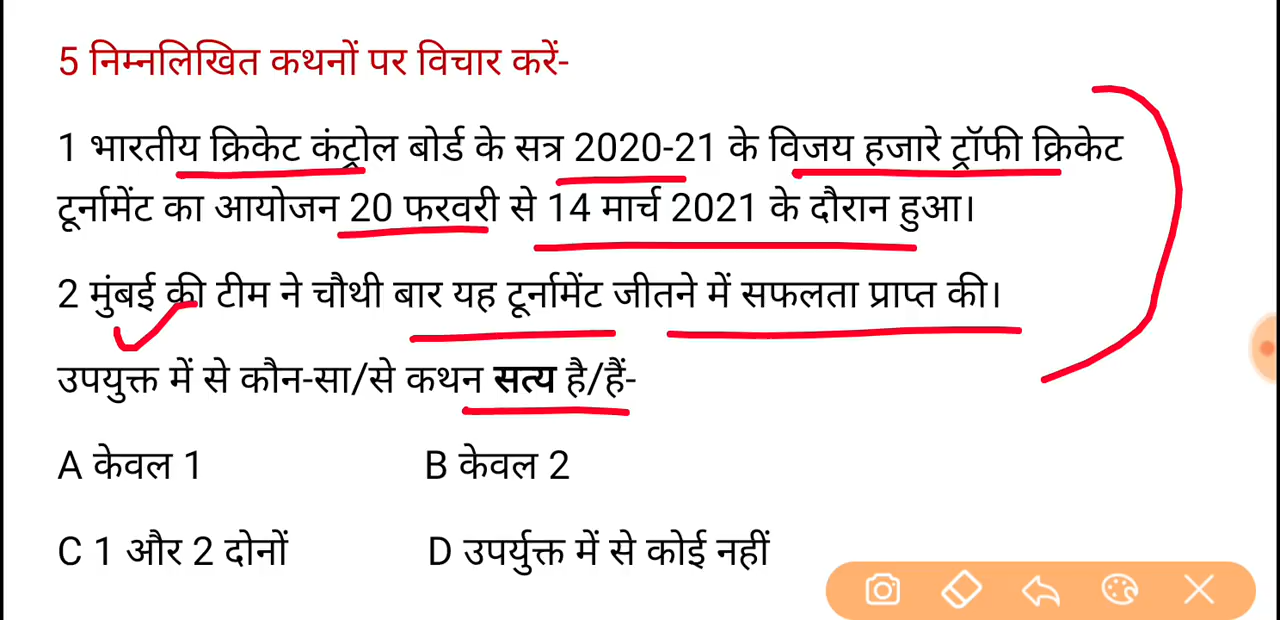 5 निम्नलिखित कथनों पर विचार करें-
1 भारतीय क्रिकेट कंट्रोल बोर्ड के सत्र 2020-21 के विजय हजारे ट्रॉफी क्रिकेट
टूर्नामेंट का आयोजन 20 फरवरी से 14 मार्च 2021 के दौरान हुआ।
2 मुंबई की टीम ने चौथी बार यह टूर्नामेंट जीतने में सफलता प्राप्त की।
उपयुक्त में से कौन-सा/से कथन सत्य है/हैं-
A केवल 1 B केवल 2
C 1 और 2 दोनों D उपर्युक्त में से कोई नहीं